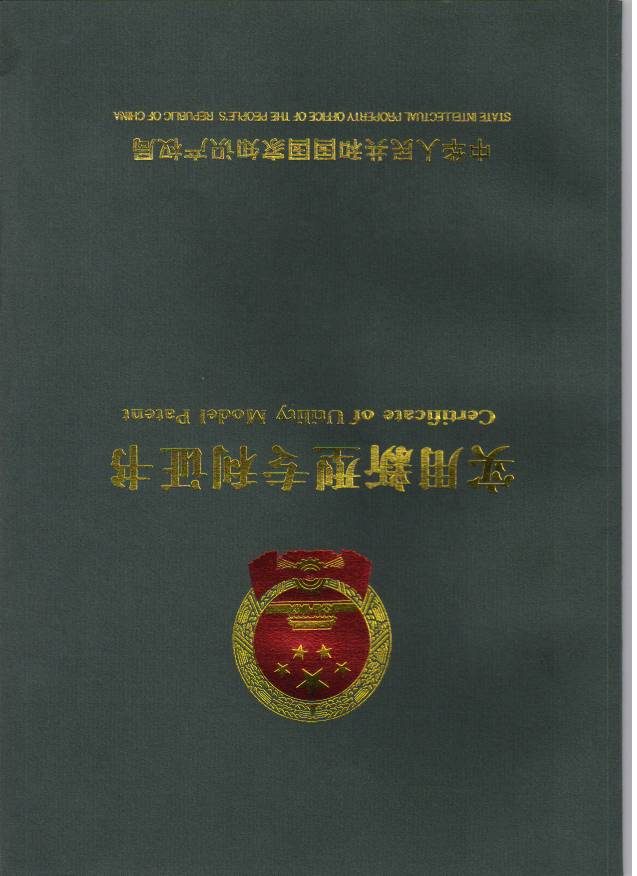 实用新型专利证书
Certificate of Utility Model Patent
中华人民共和国国家知识产权局
STATE INTELLECTUAL PROPERTY OFFICE OF THE PEOPLE'S REPUBLIC OF CHINA